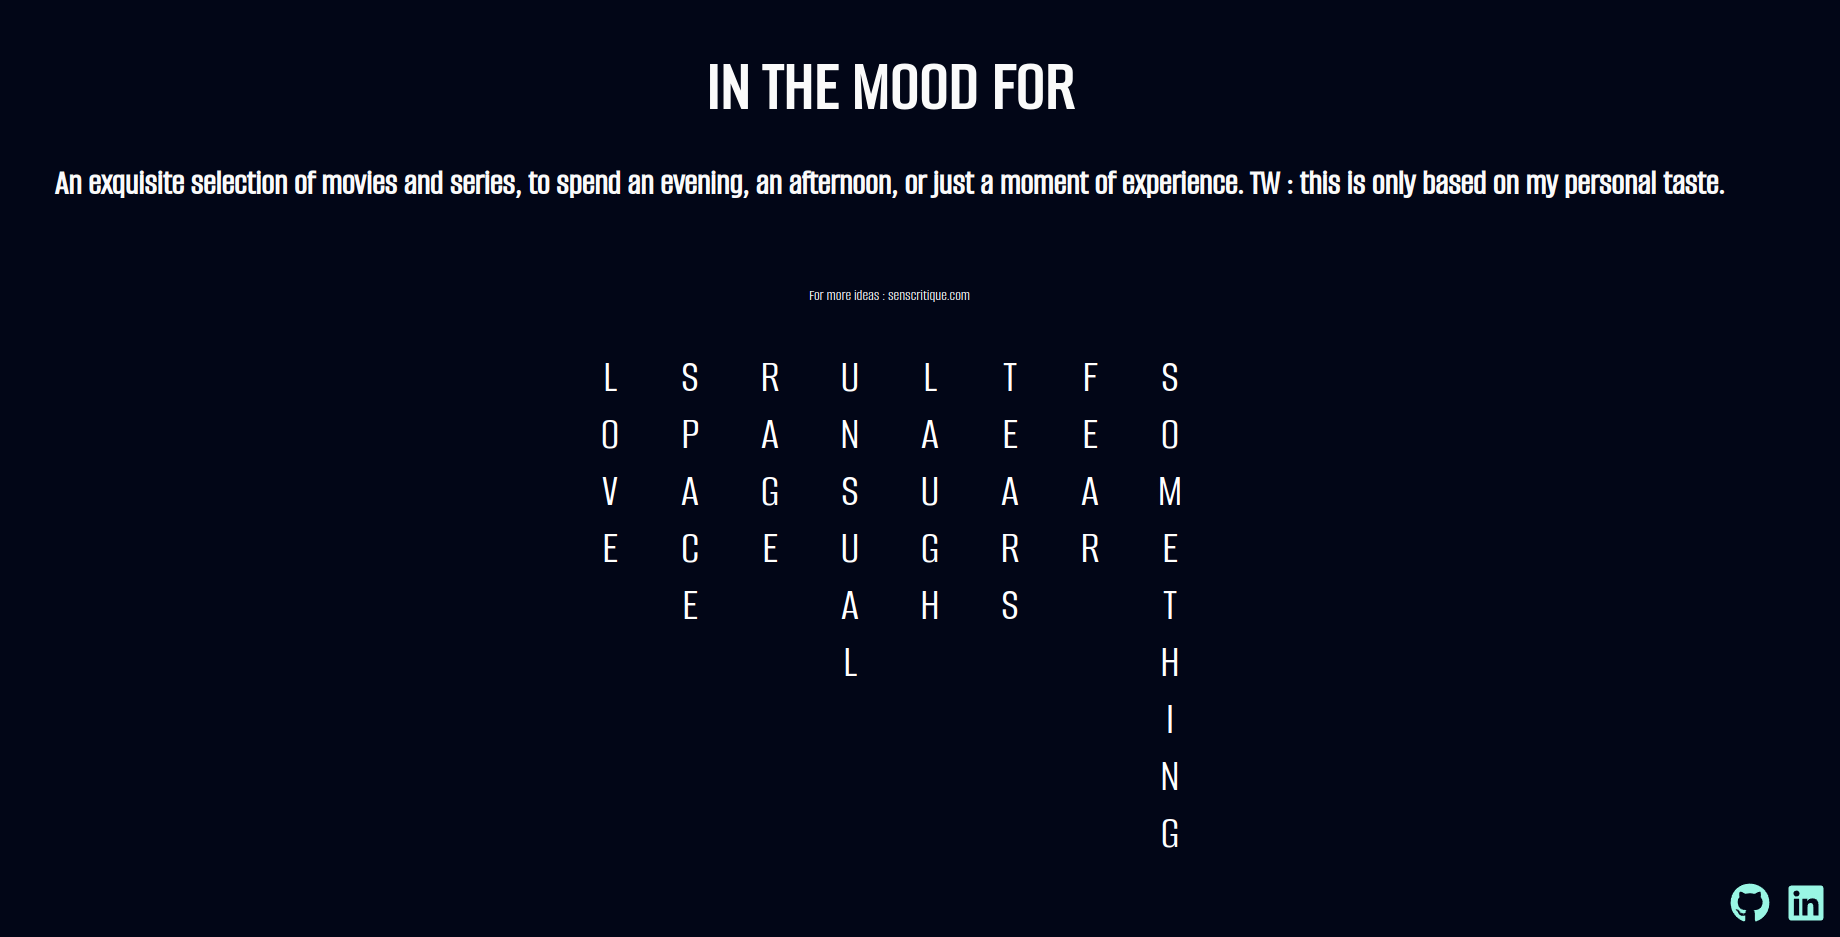 IN THE MOOD FOR
An exquisite selection of movies and series, to spend an evening, an afternoon, or just a moment of experience. TW : this is only based on my personal taste.
For more ideas : senscritique.com
LOVE
SPACE
RAGE
UNSUAL
LAUGH
TEARS
FEAR
SOMETHING
in